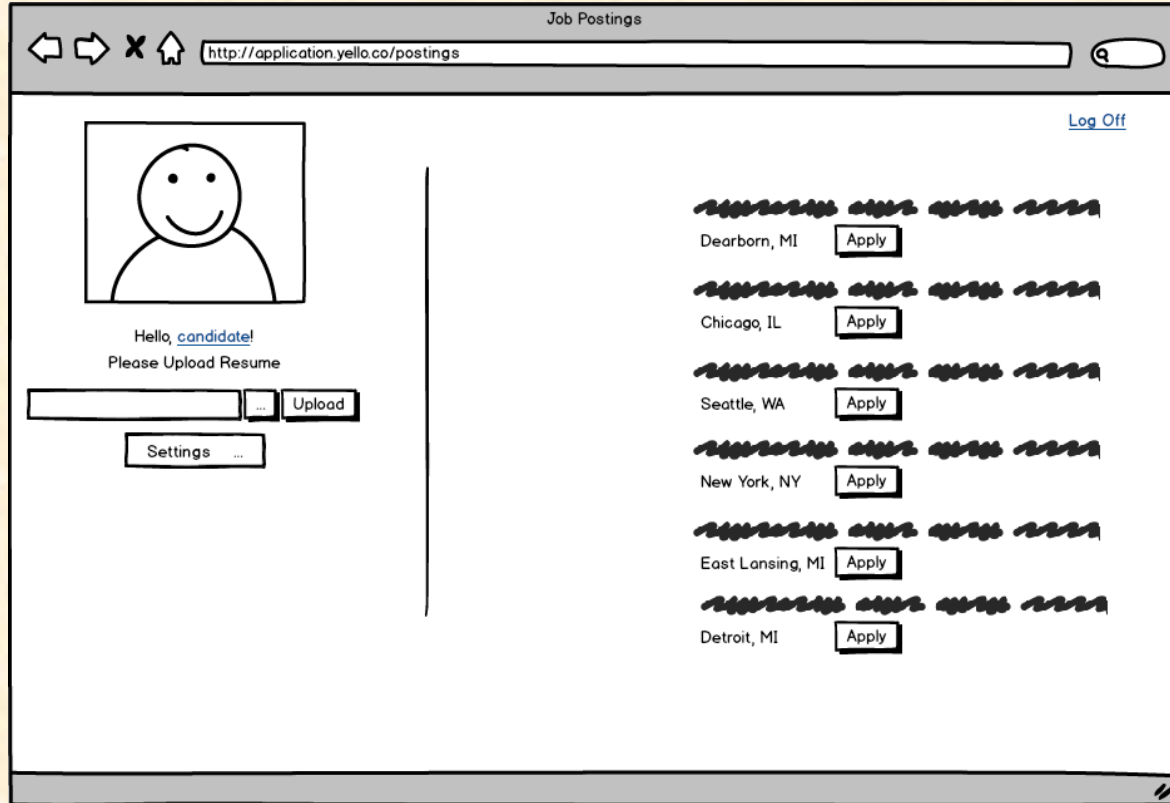 Job Postings
http://application.yello.co/postings
Log Off
Hello, candidate!
Please Upload Resume
... Upload
Settings ...
Dearborn, MI Apply
Chicago, IL Apply
Seattle, WA Apply
New York, NY Apply
East Lansing, MI Apply
Detroit, MI Apply